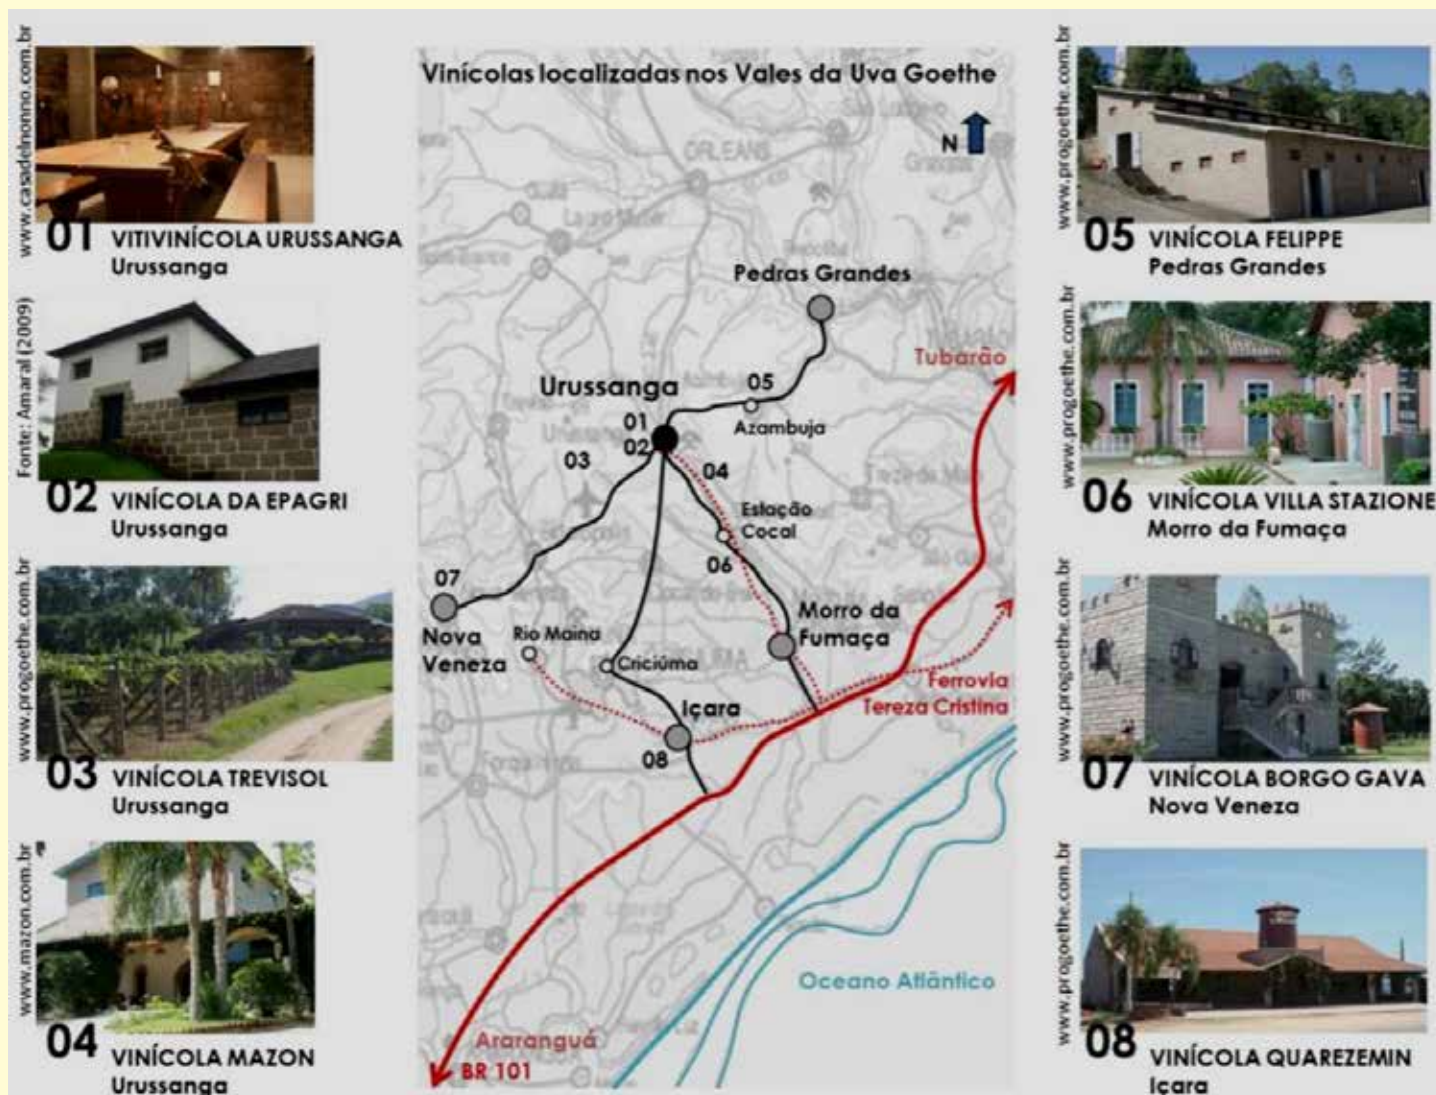 www.casadelnonno.com.br
01 VITIVINÍCOLA URUSSANGA
Urussanga
Fonte: Amaral (2009)
02 VINÍCOLA DA EPAGRI
Urussanga
www.progoethe.com.br
03 VINÍCOLA TREVISOL
Urussanga
www.mazon.com.br
04 VINÍCOLA MAZON
Urussanga
Vinícolas localizadas nos Vales da Uva Goethe
N
ORLEANS
Pedras Grandes
Tubarão
Urussanga
05
Azambuja
01
02
03
04
Estação
Cocal
06
07
Nova
Veneza
Rio Maina
Criciúma
Morro da
Fumaça
Içara
08
Ferrovia
Tereza Cristina
Oceano Atlântico
Araranguá
BR 101
www.progoethe.com.br
05 VINÍCOLA FELIPPE
Pedras Grandes
www.progoethe.com.br
06 VINÍCOLA VILLA STAZIONE
Morro da Fumaça
www.progoethe.com.br
07 VINÍCOLA BORGO GAVA
Nova Veneza
www.progoethe.com.br
08 VINÍCOLA QUAREZEMIN
Içara